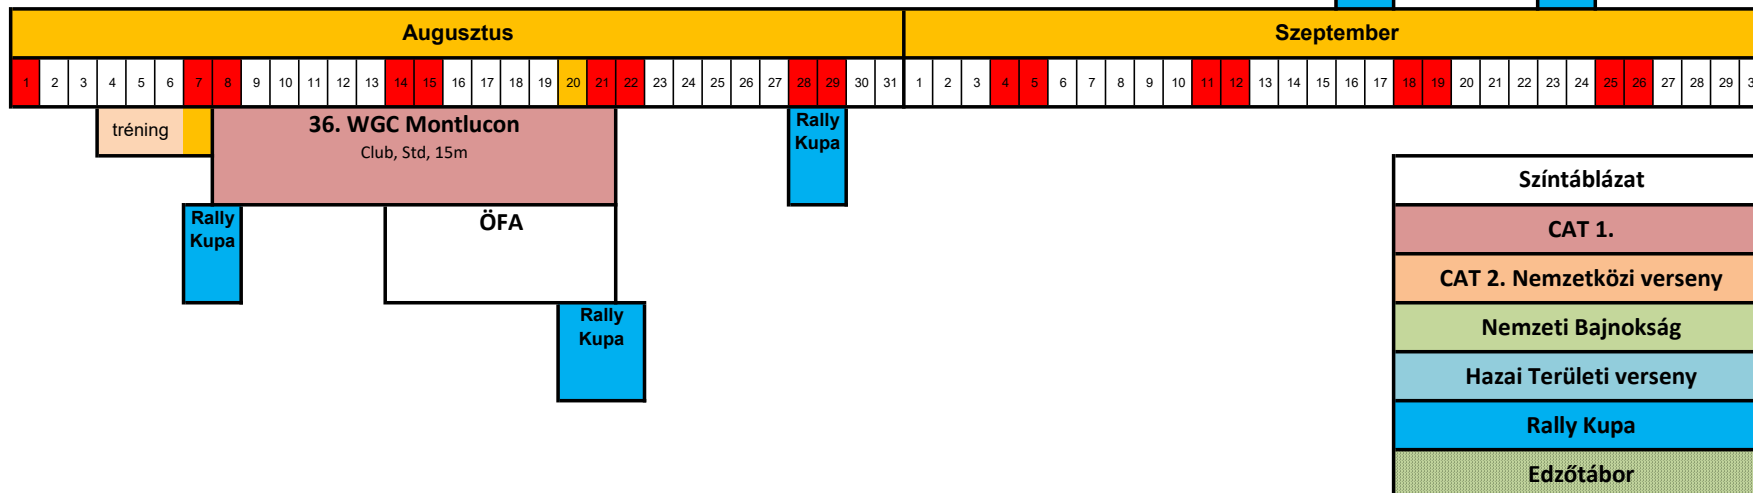 Augusztus Szeptember
1 2 3 4 5 6 7 8 9 10 11 12 13 14 15 16 17 18 19 20 21 22 23 24 25 26 27 28 29 30 31 1 2 3 4 5 6 7 8 9 10 11 12 13 14 15 16 17 18 19 20 21 22 23 24 25 26 27 28 29
tréning
36. WGC Montlucon
Club, Std, 15m
Rally
Kupa
Rally
Kupa
ÖFA
Rally
Kupa
Színtáblázat
CAT 1.
CAT 2. Nemzetközi verseny
Nemzeti Bajnokság
Hazai Területi verseny
Rally Kupa
Edzőtábor